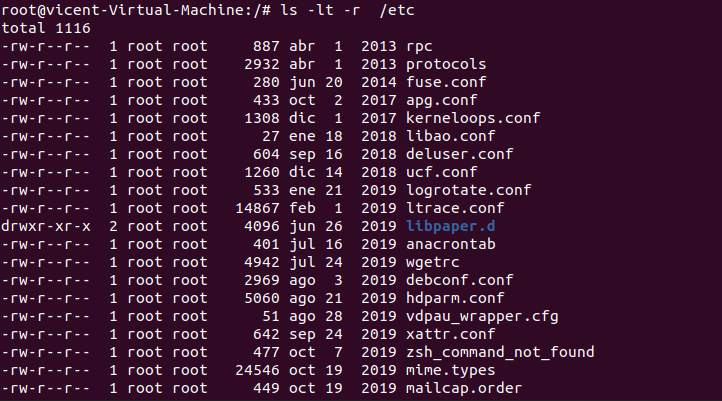 root@vicent-Virtual-Machine:/# ls -lt -r  /etc
total 1116
-rw-r--r--  1 root root     887 abr  1  2013 rpc
-rw-r--r--  1 root root    2932 abr  1  2013 protocols
-rw-r--r--  1 root root     280 jun 20  2014 fuse.conf
-rw-r--r--  1 root root     433 oct  2  2017 apg.conf
-rw-r--r--  1 root root    1308 dic  1  2017 kerneloops.conf
-rw-r--r--  1 root root      27 ene 18  2018 libao.conf
-rw-r--r--  1 root root     604 sep 16  2018 deluser.conf
-rw-r--r--  1 root root    1260 dic 14  2018 ucf.conf
-rw-r--r--  1 root root     533 ene 21  2019 logrotate.conf
-rw-r--r--  1 root root   14867 feb  1  2019 ltrace.conf
drwxr-xr-x  2 root root    4096 jun 26  2019 libpaper.d
-rw-r--r--  1 root root     401 jul 16  2019 anacrontab
-rw-r--r--  1 root root    4942 jul 24  2019 wgetrc
-rw-r--r--  1 root root    2969 ago  3  2019 debconf.conf
-rw-r--r--  1 root root    5060 ago 21  2019 hdparm.conf
-rw-r--r--  1 root root      51 ago 28  2019 vdpau_wrapper.cfg
-rw-r--r--  1 root root     642 sep 24  2019 xattr.conf
-rw-r--r--  1 root root     477 oct  7  2019 zsh_command_not_found
-rw-r--r--  1 root root   24546 oct 19  2019 mime.types
-rw-r--r--  1 root root     449 oct 19  2019 mailcap.order